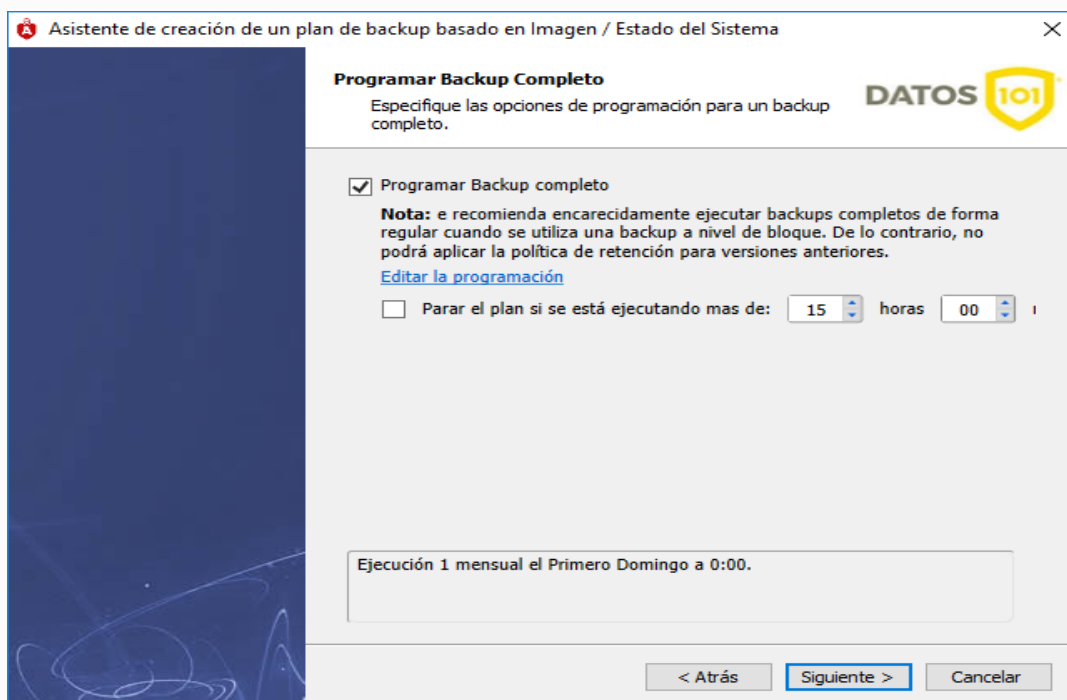 Asistente de creación de un plan de backup basado en Imagen / Estado del Sistema
Programar Backup Completo
Especifique las opciones de programación para un backup
completo.
DATOS 101
Programar Backup completo
Nota: e recomienda encarecidamente ejecutar backups completos de forma
regular cuando se utiliza una backup a nivel de bloque. De lo contrario, no
podrá aplicar la política de retención para versiones anteriores.
Editar la programación
Parar el plan si se está ejecutando mas de: 15 horas 00
Ejecución 1 mensual el Primero Domingo a 0:00.
< Atrás Siguiente > Cancelar